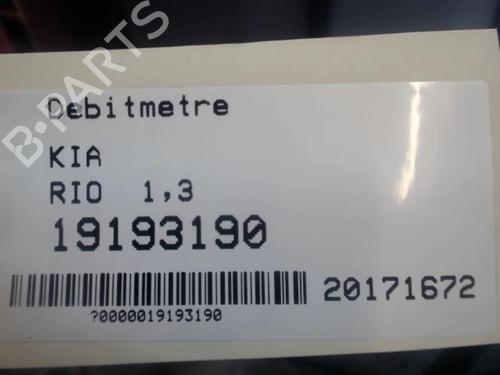 B-PARTS
Debitmetre
KIA
RIO 1,3
19193190
20171672
?0000019193190